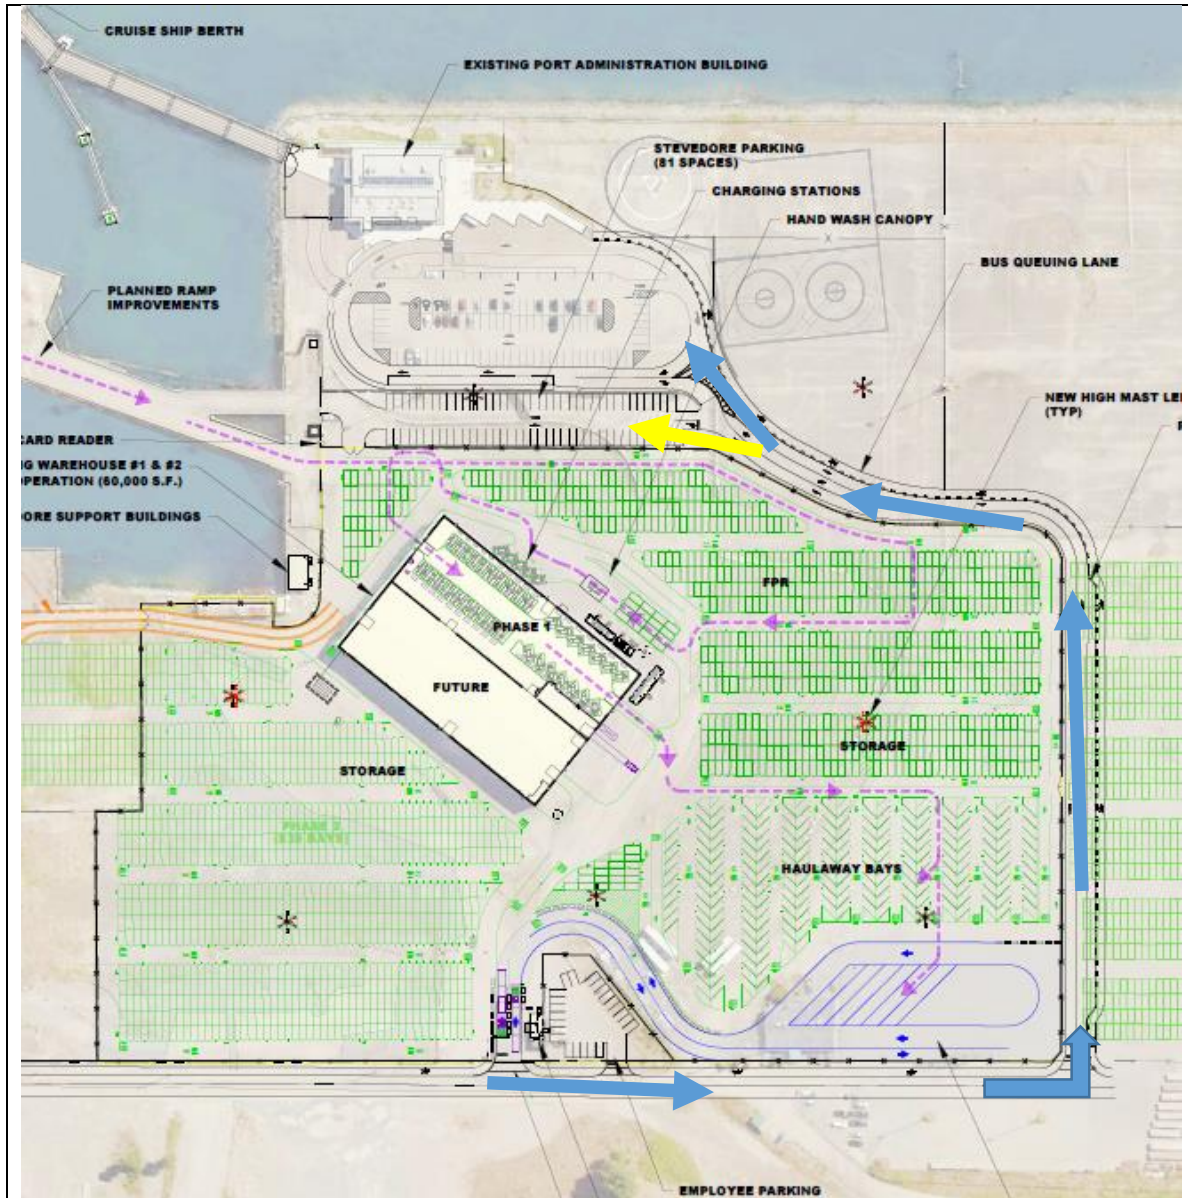 CRUISE SHIP BERTH
EXISTING PORT ADMINISTRATION BUILDING
STEVEDORE PARKING
(81 SPACES)
CHARGING STATIONS
HAND WASH CANOPY
BUS QUEUING LANE
PLANNED RAMP
IMPROVEMENTS
NEW HIGH MAST LE
(TYP)
CARD READER
G WAREHOUSE #1 & #2
OPERATION (60,000 S.F.)
ORE SUPPORT BUILDINGS
FPR
PHASE 1
FUTURE
STORAGE
STORAGE
HAULAWAY BAYS
EMPLOYEE PARKING